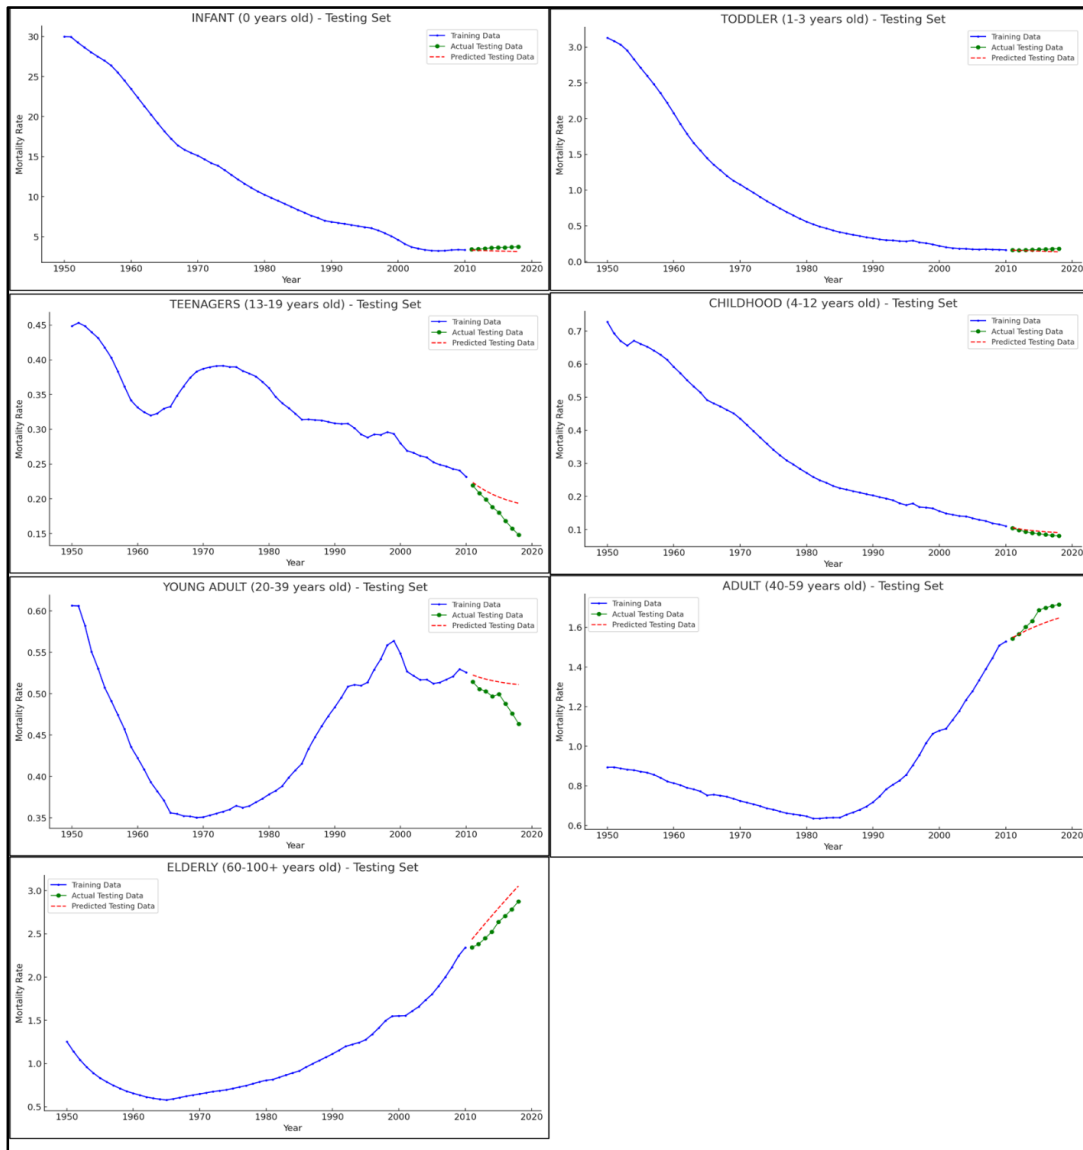 INFANT (0 years old) - Testing Set
30
25
20
15
10
5
Mortality Rate
Training Data
Actual Testing Data
Predicted Testing Data
1950 1960 1970 1980 1990 2000 2010 2020
Year
TODDLER (1-3 years old) - Testing Set
3.0
2.5
2.0
1.5
1.0
0.5
0.0
Mortality Rate
Training Data
Actual Testing Data
Predicted Testing Data
1950 1960 1970 1980 1990 2000 2010 2020
Year
TEENAGERS (13-19 years old) - Testing Set
0.45
0.40
0.35
0.30
0.25
0.20
0.15
Mortality Rate
Training Data
Actual Testing Data
Predicted Testing Data
1950 1960 1970 1980 1990 2000 2010 2020
Year
CHILDHOOD (4-12 years old) - Testing Set
0.7
0.6
0.5
0.4
0.3
0.2
0.1
Mortality Rate
Training Data
Actual Testing Data
Predicted Testing Data
1950 1960 1970 1980 1990 2000 2010 2020
Year
YOUNG ADULT (20-39 years old) - Testing Set
0.60
0.55
0.50
0.45
0.40
0.35
Mortality Rate
Training Data
Actual Testing Data
Predicted Testing Data
1950 1960 1970 1980 1990 2000 2010 2020
Year
ADULT (40-59 years old) - Testing Set
1.6
1.4
1.2
1.0
0.8
0.6
Mortality Rate
Training Data
Actual Testing Data
Predicted Testing Data
1950 1960 1970 1980 1990 2000 2010 2020
Year
ELDERLY (60-100+ years old) - Testing Set
3.0
2.5
2.0
1.5
1.0
0.5
Mortality Rate
Training Data
Actual Testing Data
Predicted Testing Data
1950 1960 1970 1980 1990 2000 2010 2020
Year